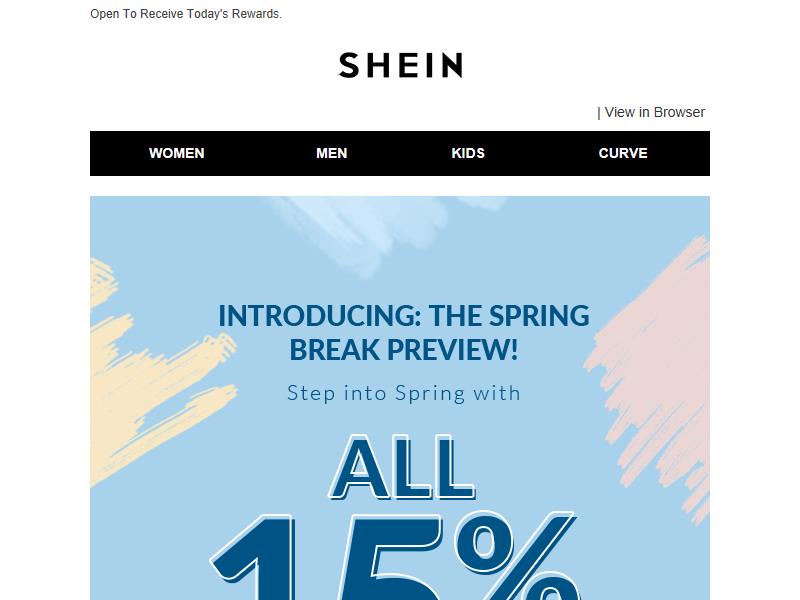 Open To Receive Today's Rewards.
SHEIN
| View in Browser
WOMEN MEN KIDS CURVE
INTRODUCING: THE SPRING
BREAK PREVIEW!
Step into Spring with
ALL
15%